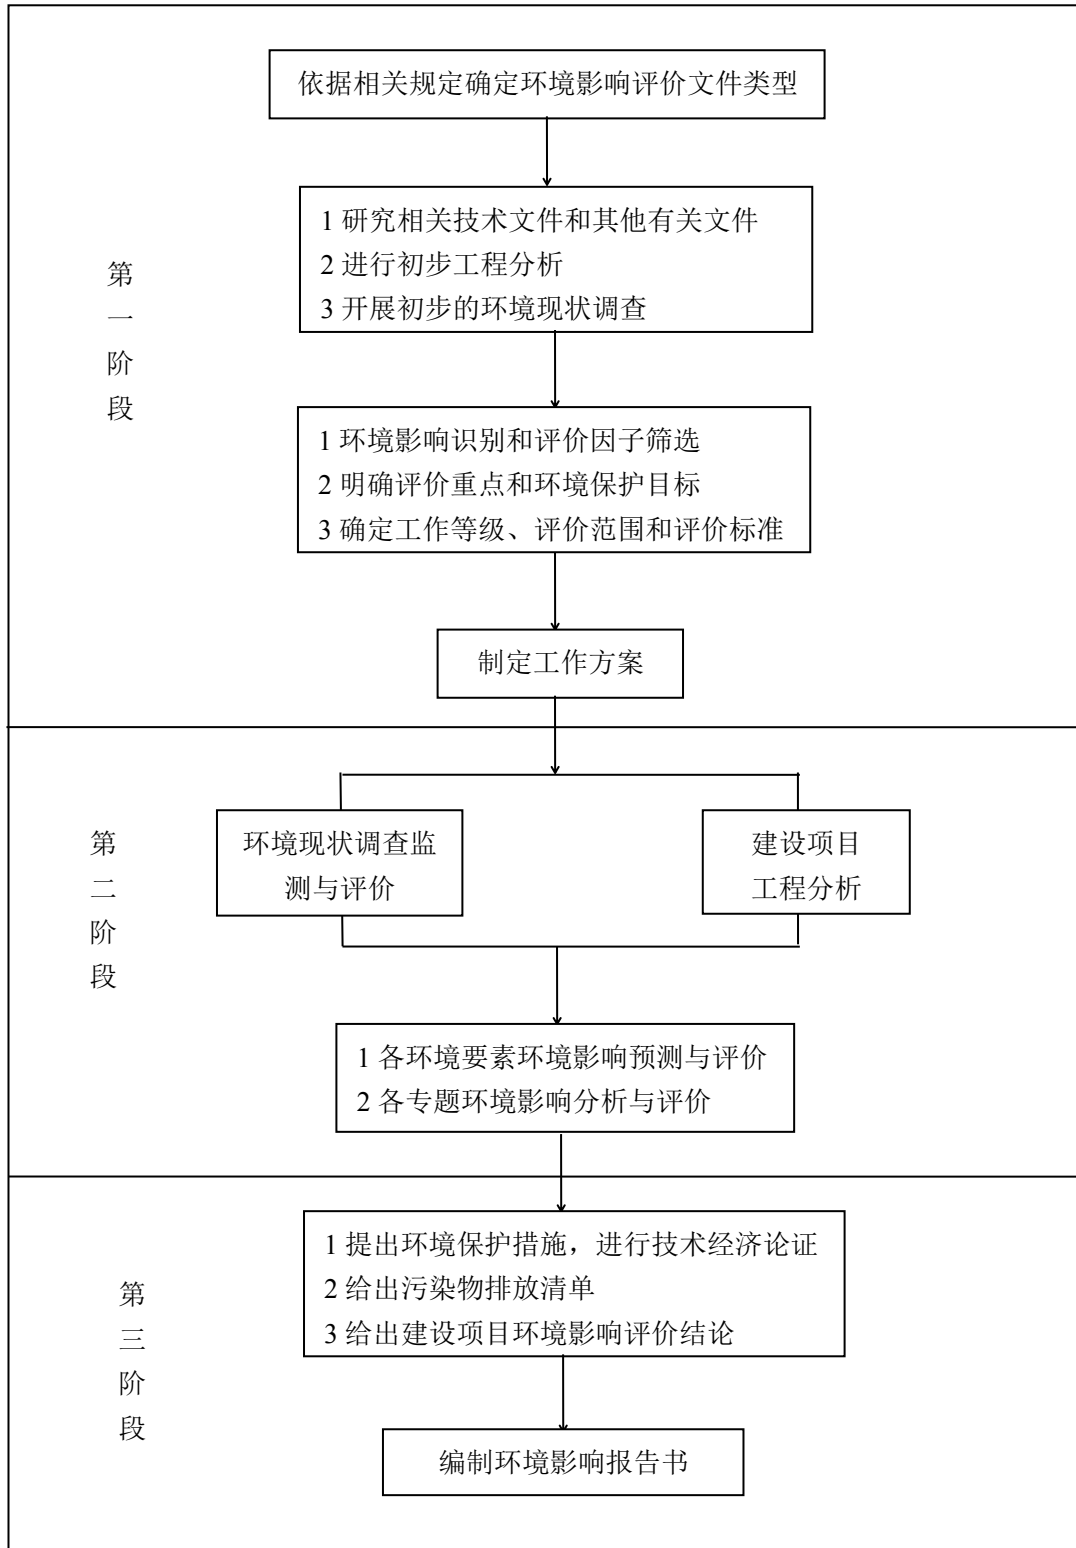 依据相关规定确定环境影响评价文件类型
1 研究相关技术文件和其他有关文件
2 进行初步工程分析
3 开展初步的环境现状调查
第
一
阶
段
1 环境影响识别和评价因子筛选
2 明确评价重点和环境保护目标
3 确定工作等级、评价范围和评价标准
制定工作方案
第
二
阶
段
环境现状调查监
测与评价
建设项目
工程分析
1 各环境要素环境影响预测与评价
2 各专题环境影响分析与评价
第
三
阶
段
1 提出环境保护措施，进行技术经济论证
2 给出污染物排放清单
3 给出建设项目环境影响评价结论
编制环境影响报告书